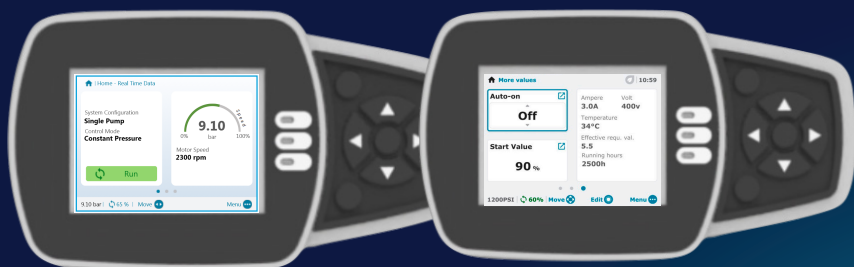 Home - Real Time Data
System Configuration
Single Pump
Control Mode
Constant Pressure
Run
0%
9.10
bar
100%
Speed
Motor Speed
2300 rpm
9.10 bar
65 %
Move
Menu
More values
10:59
Auto-on
Off
Start Value
90 %
Ampere
Volt
3.0A
400v
Temperature
34°C
Effective requ. val.
5.5
Running hours
2500h
1200PSI
60%
Move
Edit
Menu